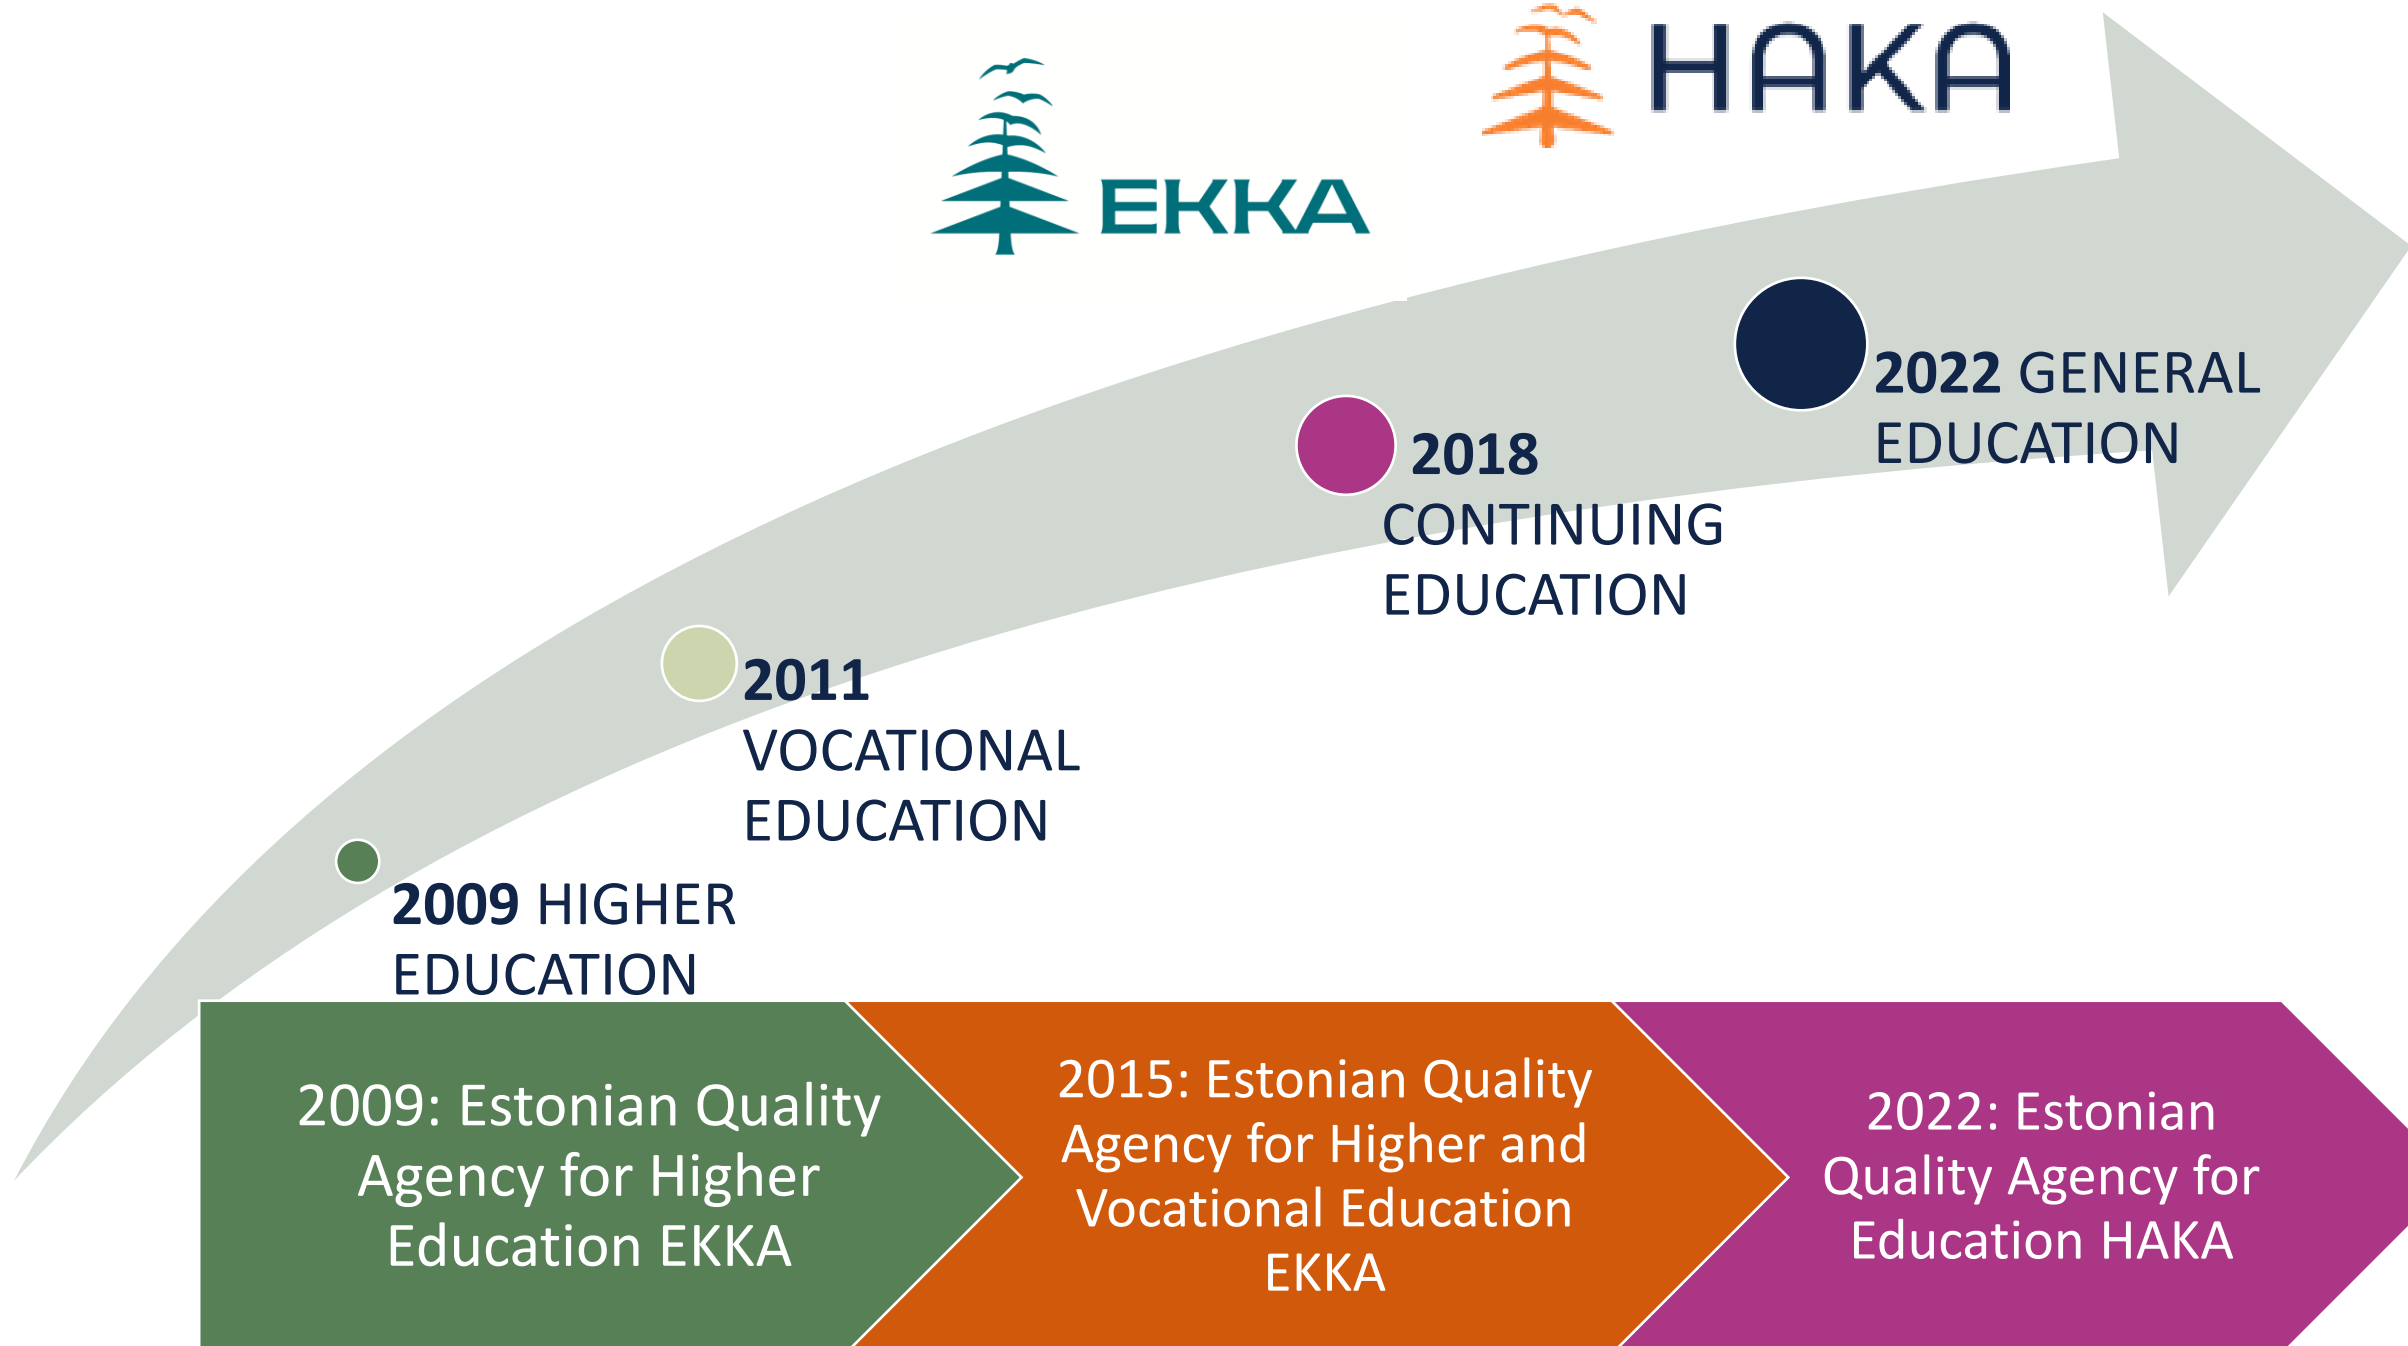 HAKA
EKKA
2022 GENERAL
EDUCATION
2018
CONTINUING
EDUCATION
2011
VOCATIONAL
EDUCATION
2009 HIGHER
EDUCATION
2009: Estonian Quality
Agency for Higher
Education EKKA
2015: Estonian Quality
Agency for Higher and
Vocational Education
EKKA
2022: Estonian
Quality Agency for
Education HAKA